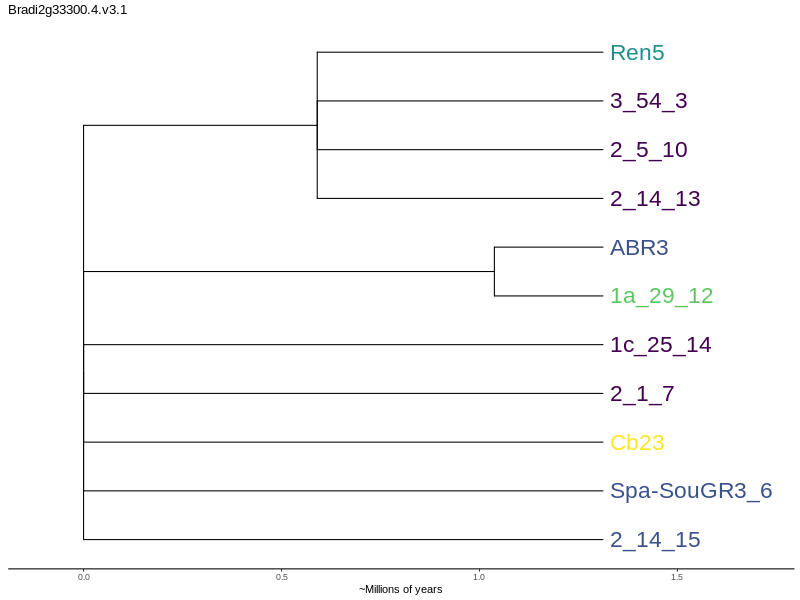 Bradi2g33300.4.v3.1
Ren5
3_54_3
2_5_10
2_14_13
ABR3
1a_29_12
1c_25_14
2_1_7
Cb23
Spa-SouGR3_6
2_14_15
0.0 0.5 1.0 1.5
~Millions of years